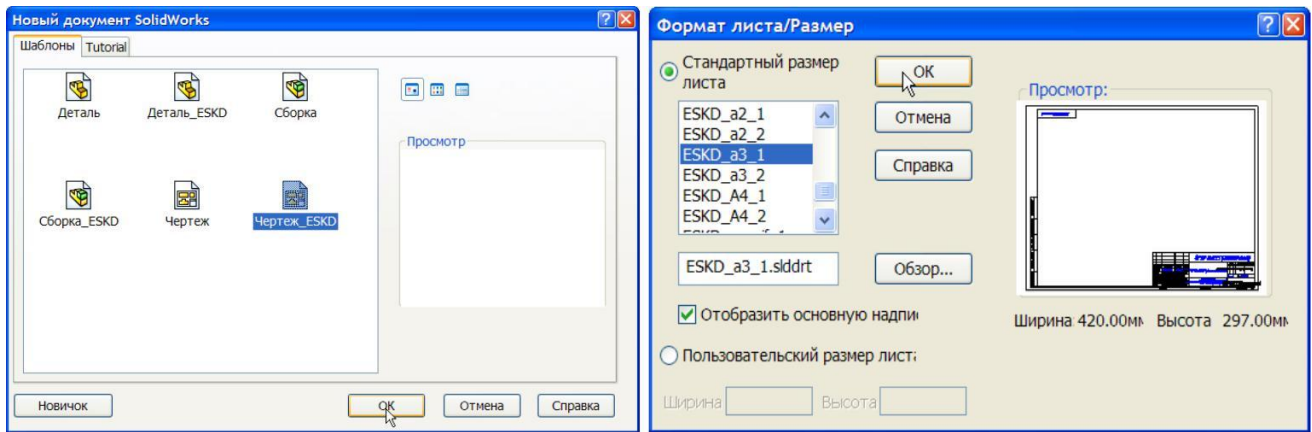 Новый документ SolidWorks
Шаблоны Tutorial
Деталь Деталь_ESKD Сборка
Просмотр
Сборка_ESKD Чертеж Чертеж_ESKD
Новичок OK Отмена Справка
Формат листа/Размер
Стандартный размер
листа
OK
Просмотр:
ESKD_a2_1
ESKD_a2_2
ESKD_a3_1
ESKD_a3_2
ESKD_A4_1
ESKD_A4_2
Отмена
Справка
ESKD_a3_1.slddrt
Обзор...
Отобразить основную надпи
Ширина: 420.00мм Высота 297.00мм
Пользовательский размер листа
Ширина Высота